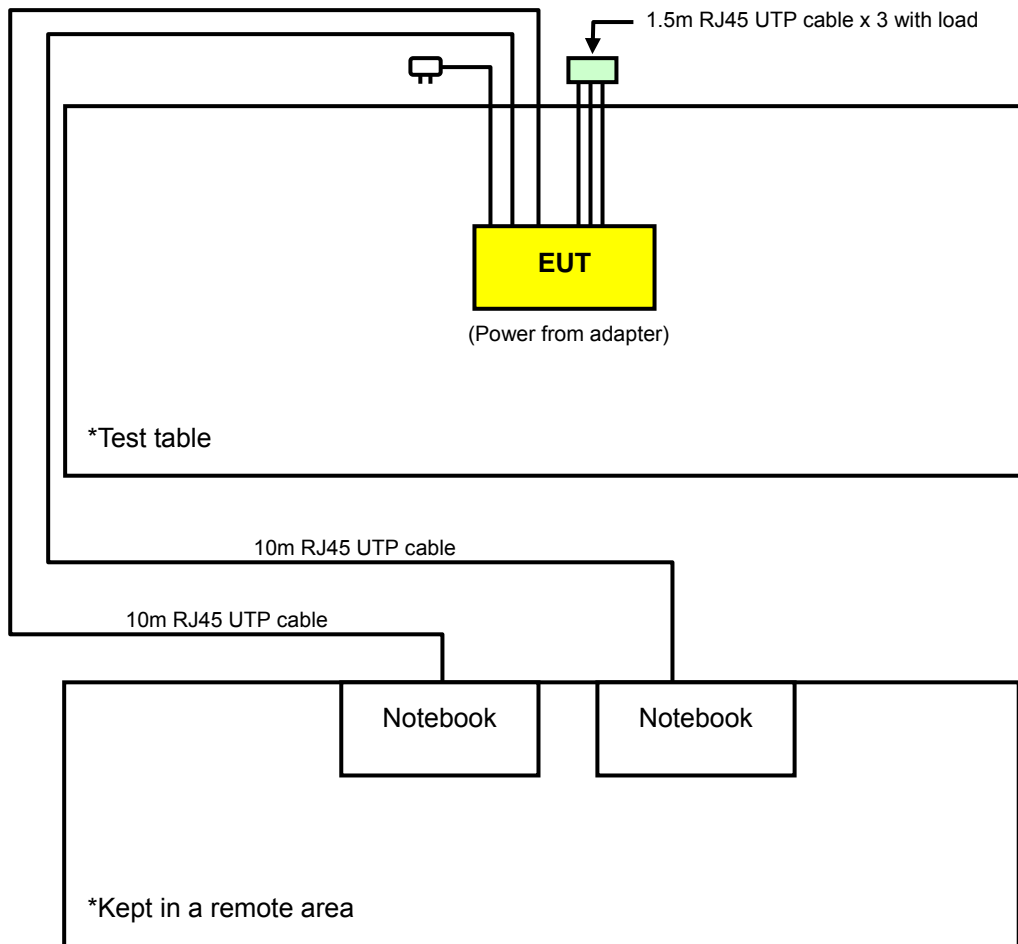 1.5m RJ45 UTP cable x 3 with load
EUT
(Power from adapter)
*Test table
10m RJ45 UTP cable
10m RJ45 UTP cable
Notebook
Notebook
*Kept in a remote area